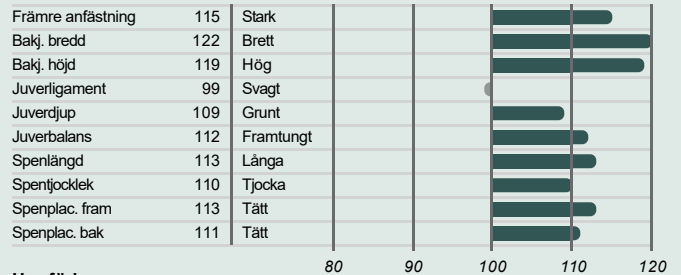 Främre anfästning 115 Stark
Bakj. bredd 122 Brett
Bakj. höjd 119 Hög
Juverligament 99 Svagt
Juverdjup 109 Grunt
Juverbalans 112 Framtungt
Spenlängd 113 Långa
Spentjocklek 110 Tjocka
Spenplac. fram 113 Tätt
Spenplac. bak 111 Tätt
80 90 100 110 120